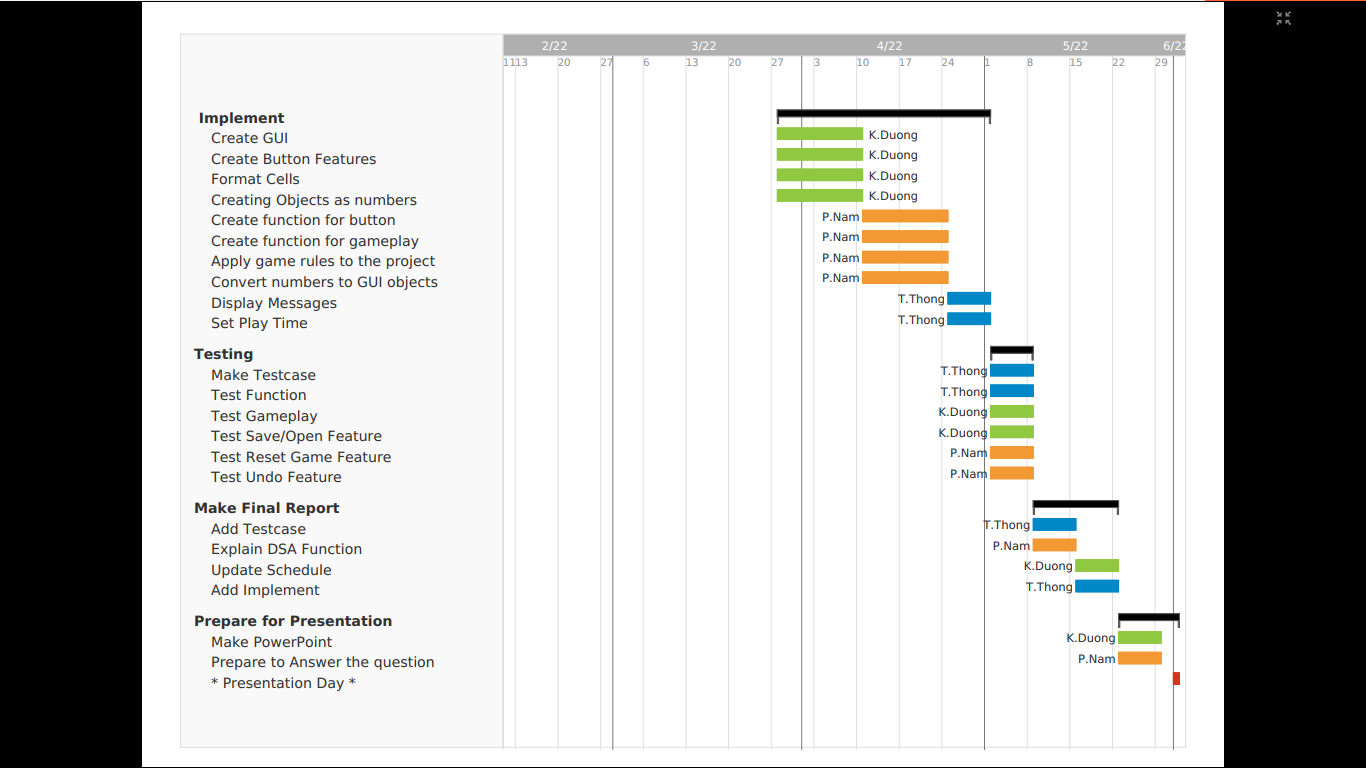 2/22 3/22 4/22 5/22 6/22
11 13 20 27 6 13 20 27 3 10 17 24 1 8 15 22 29
Implement
Create GUI K.Duong
Create Button Features K.Duong
Format Cells K.Duong
Creating Objects as numbers K.Duong
Create function for button P.Nam
Create function for gameplay P.Nam
Apply game rules to the project P.Nam
Convert numbers to GUI objects P.Nam
Display Messages T.Thong
Set Play Time T.Thong
Testing
Make Testcase T.Thong
Test Function T.Thong
Test Gameplay K.Duong
Test Save/Open Feature K.Duong
Test Reset Game Feature P.Nam
Test Undo Feature P.Nam
Make Final Report
Add Testcase T.Thong
Explain DSA Function P.Nam
Update Schedule K.Duong
Add Implement T.Thong
Prepare for Presentation
Make PowerPoint K.Duong
Prepare to Answer the question P.Nam
* Presentation Day *